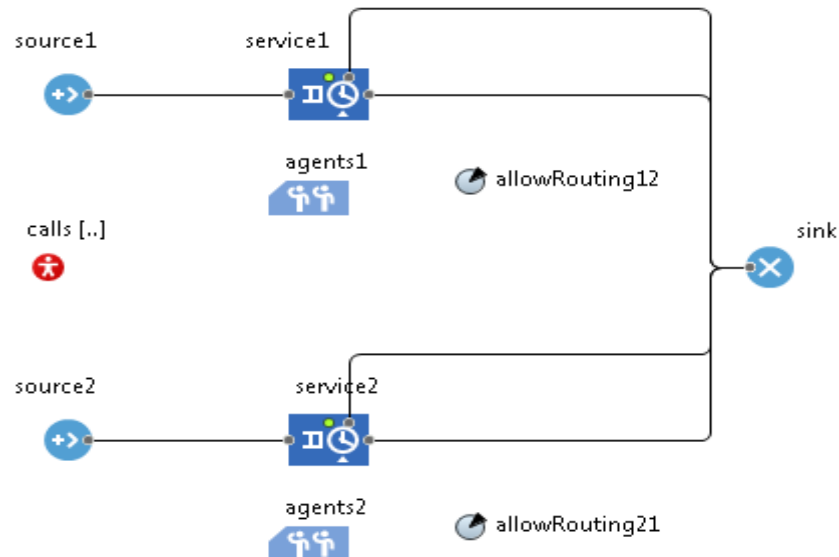 source1
service1
agents1
allowRouting12
calls [..]
sink
source2
service2
agents2
allowRouting21